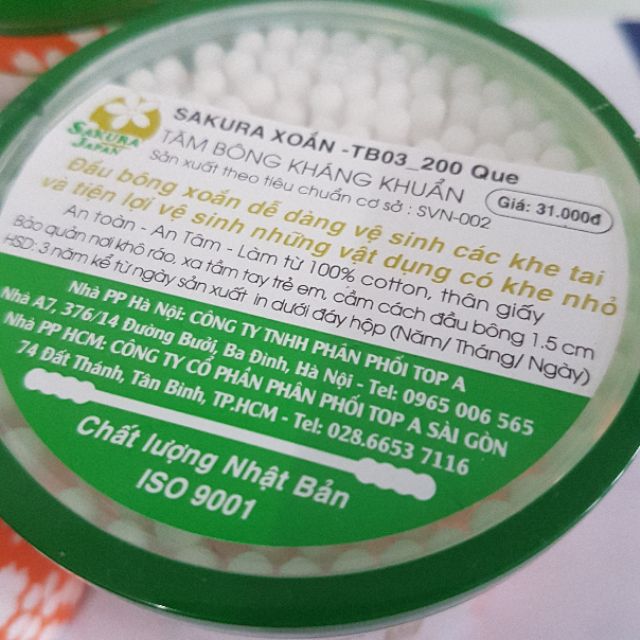 SAKURA
JAPAN
SAKURA XOẮN -TB03_200 Que
TĂM BÔNG KHÁNG KHUẨN
Sản xuất theo tiêu chuẩn cơ sở : SVN-002
Giá: 31.000đ
Đầu bông xoắn dễ dàng vệ sinh các khe tai
và tiện lợi vệ sinh những vật dụng có khe nhỏ
An toàn - An Tâm - Làm từ 100% cotton, thân giấy
Bảo quản nơi khô ráo, xa tầm tay trẻ em, cầm cách đầu bông 1.5 cm
HSD: 3 năm kể từ ngày sản xuất in dưới đáy hộp (Năm/ Tháng/ Ngày)
Nhà PP Hà Nội: CÔNG TY TNHH PHÂN PHỐI TOP A
Nhà A7, 376/14 Đường Bưởi, Ba Đình, Hà Nội - Tel: 0965 006 565
Nhà PP HCM: CÔNG TY CỔ PHẦN PHÂN PHỐI TOP A SÀI GÒN
74 Đất Thánh, Tân Bình, TP.HCM - Tel: 028.6653 7116
Chất lượng Nhật Bản
ISO 9001